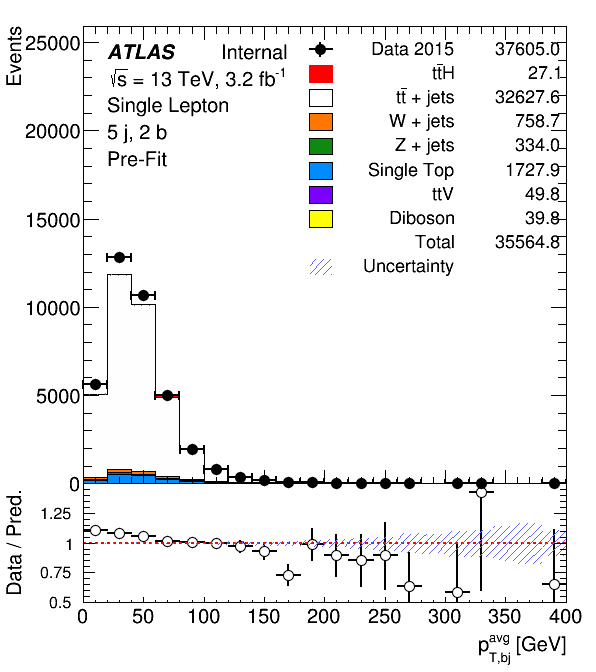 Events
25000
20000
15000
10000
5000
0
ATLAS Internal
√s = 13 TeV, 3.2 fb⁻¹
Single Lepton
5 j, 2 b
Pre-Fit
Data 2015 37605.0
tt̄H 27.1
tt̄ + jets 32627.6
W + jets 758.7
Z + jets 334.0
Single Top 1727.9
ttV 49.8
Diboson 39.8
Total 35564.8
Uncertainty
Data / Pred.
1.25
1
0.75
0.5
0 50 100 150 200 250 300 350 400
p_{T,bj}^{avg} [GeV]